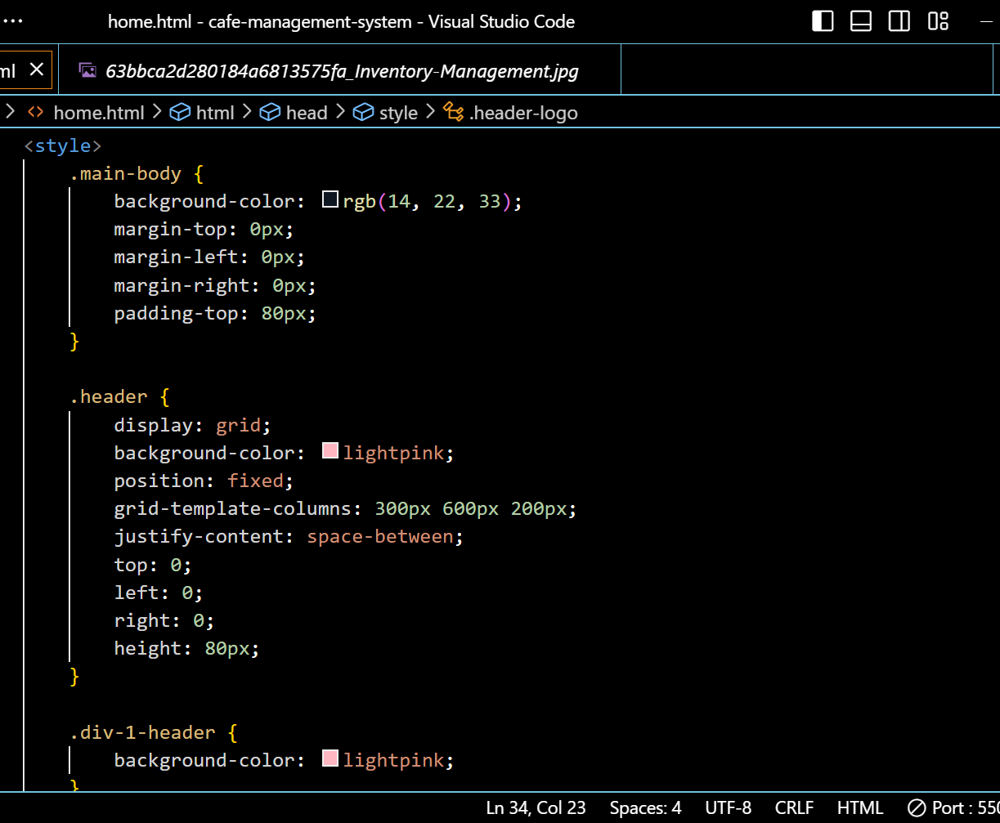 ··· home.html - cafe-management-system - Visual Studio Code
ml 63bbca2d280184a6813575fa_Inventory-Management.jpg
> <> home.html > html > head > style > .header-logo
<style>
.main-body {
background-color: rgb(14, 22, 33);
margin-top: 0px;
margin-left: 0px;
margin-right: 0px;
padding-top: 80px;
}
.header {
display: grid;
background-color: lightpink;
position: fixed;
grid-template-columns: 300px 600px 200px;
justify-content: space-between;
top: 0;
left: 0;
right: 0;
height: 80px;
}
.div-1-header {
background-color: lightpink;
}
Ln 34, Col 23 Spaces: 4 UTF-8 CRLF HTML Port : 550